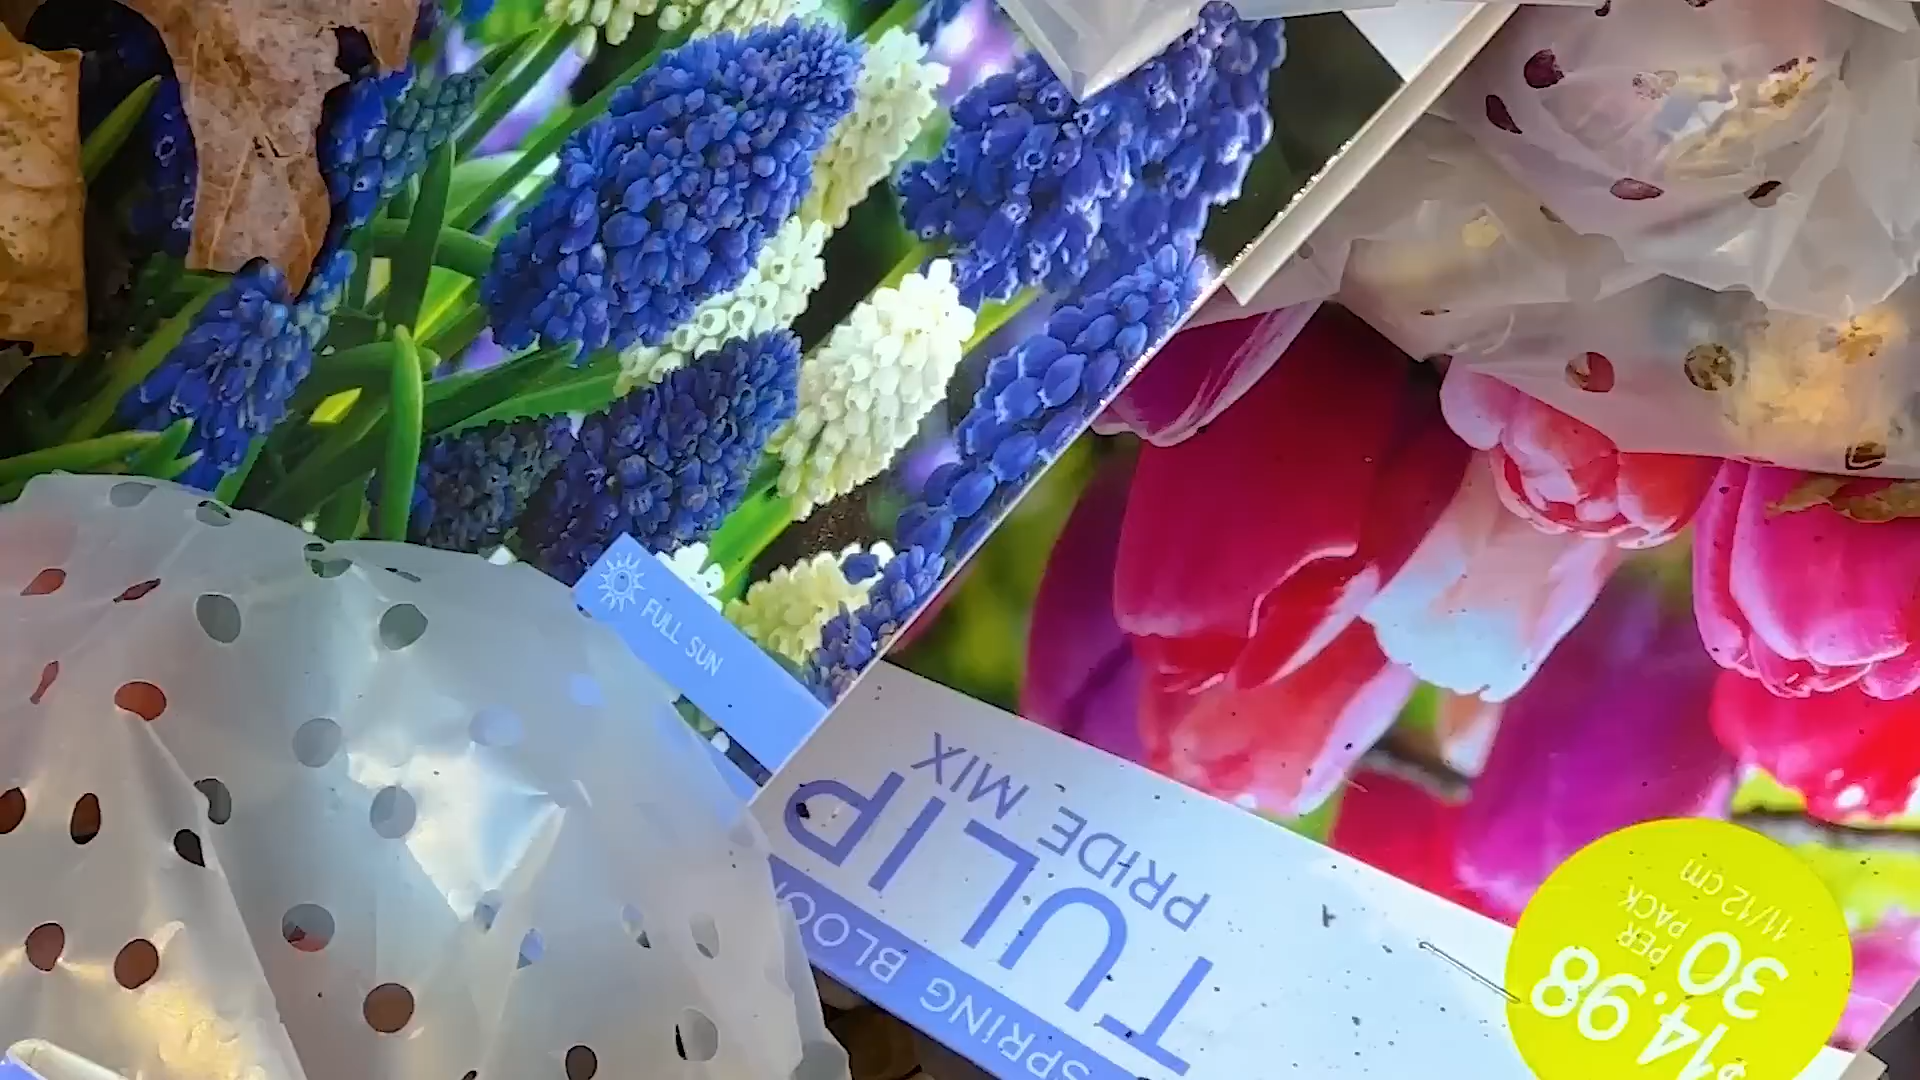 FULL SUN
TULIP
PRIDE MIX
SPRING BLOO
$14.98
30 PER PACK
11/12 cm